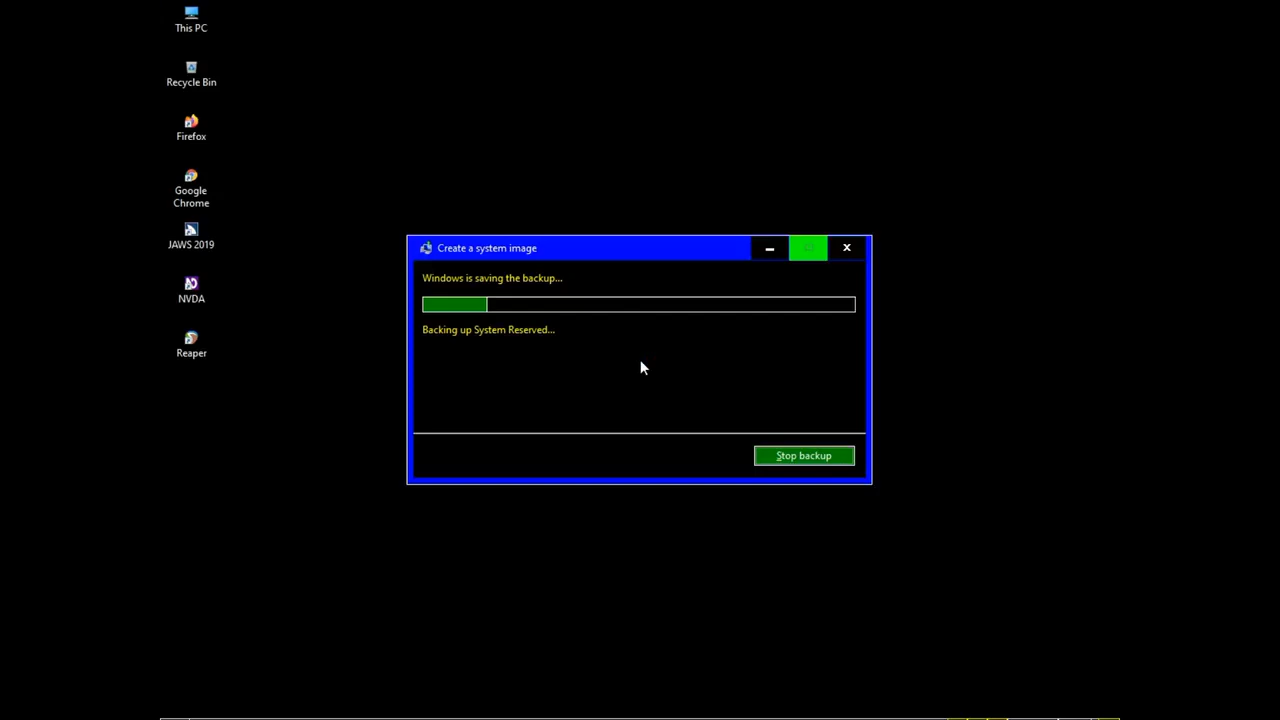 This PC
Recycle Bin
Firefox
Google
Chrome
JAWS 2019
NVDA
Reaper
Create a system image
Windows is saving the backup...
Backing up System Reserved...
Stop backup